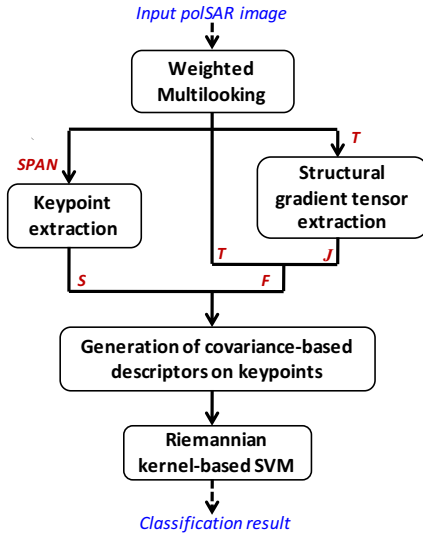 Input polSAR image
Weighted
Multilooking
SPAN
T
Keypoint
extraction
Structural
gradient tensor
extraction
T
J
S
F
Generation of covariance-based
descriptors on keypoints
Riemannian
kernel-based SVM
Classification result